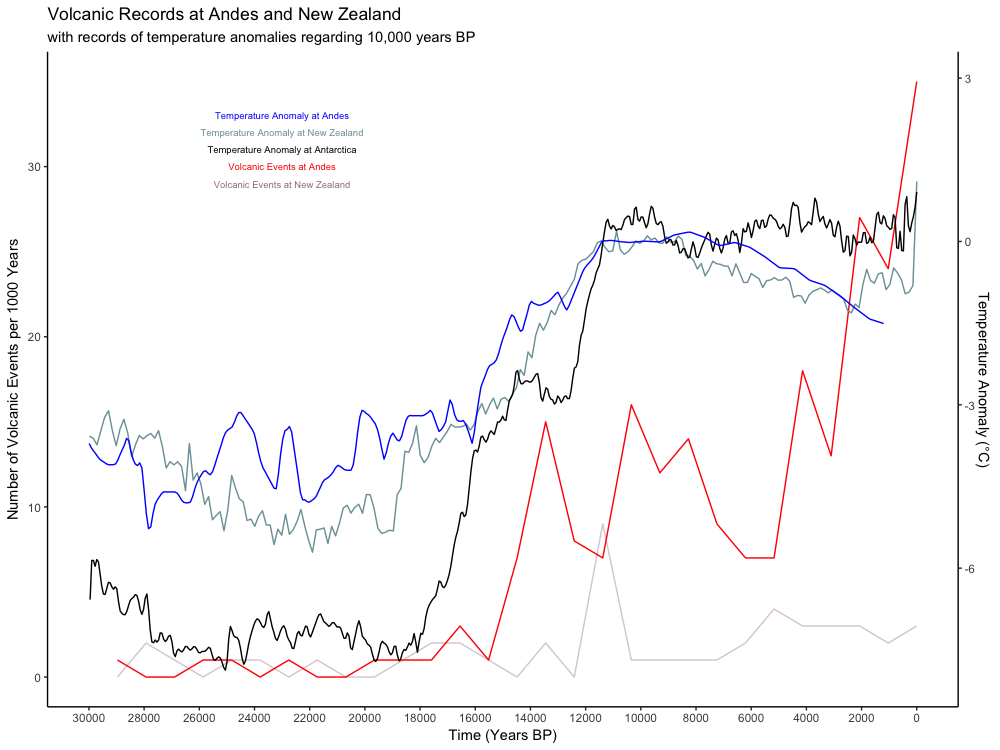 Volcanic Records at Andes and New Zealand
with records of temperature anomalies regarding 10,000 years BP
Temperature Anomaly at Andes
Temperature Anomaly at New Zealand
Temperature Anomaly at Antarctica
Volcanic Events at Andes
Volcanic Events at New Zealand
Number of Volcanic Events per 1000 Years
30
20
10
0
3
0
-3
-6
Temperature Anomaly (°C)
30000 28000 26000 24000 22000 20000 18000 16000 14000 12000 10000 8000 6000 4000 2000 0
Time (Years BP)